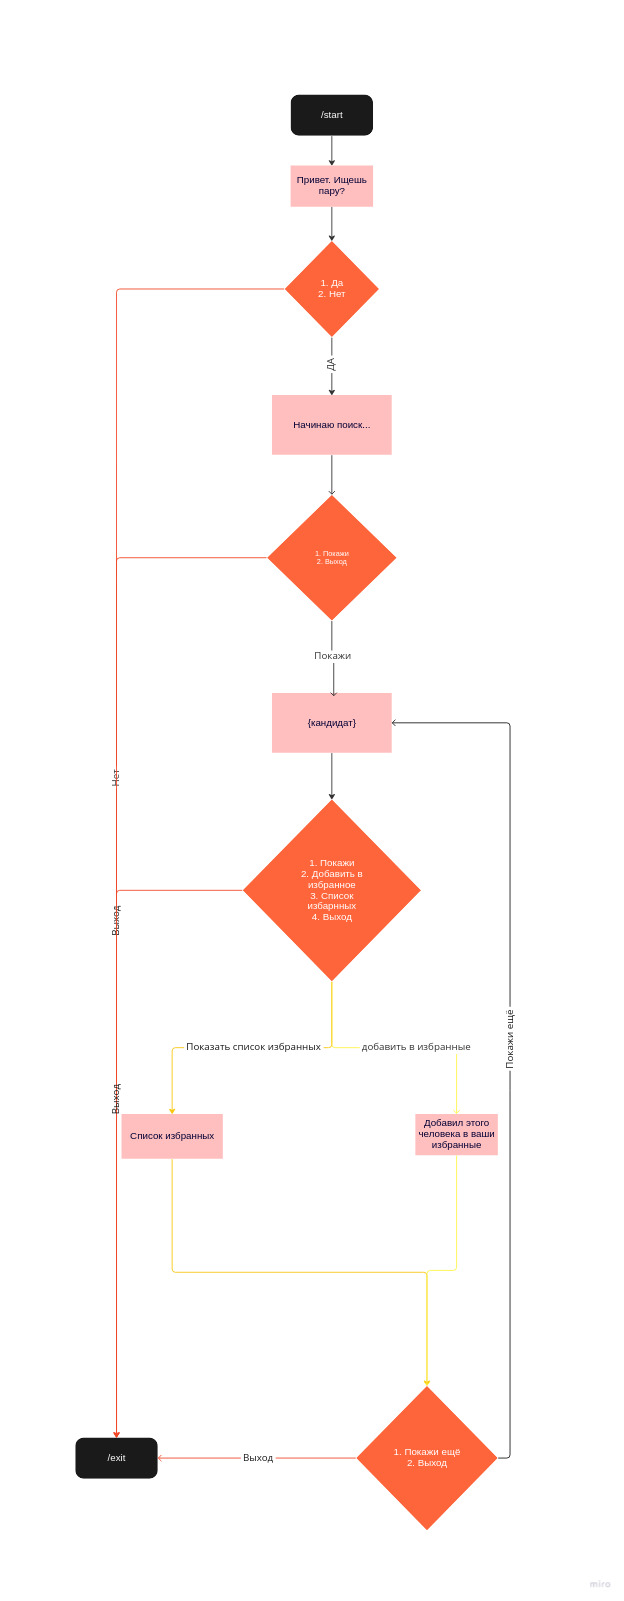 /start
Привет. Ищешь
пару?
1. Да
2. Нет
ДА
Начинаю поиск...
1. Покажи
2. Выход
Покажи
{кандидат}
Нет
1. Покажи
2. Добавить в
избранное
3. Список
избарнных
4. Выход
Выход
Показать список избранных
добавить в избранные
Покажи ещё
Выход
Список избранных
Добавил этого
человека в ваши
избранные
/exit
Выход
1. Покажи ещё
2. Выход
miro